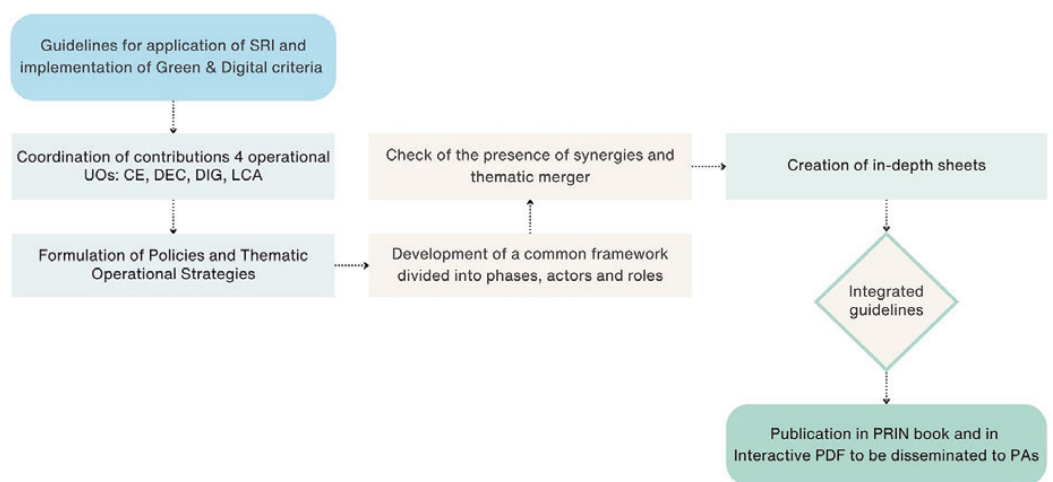 Guidelines for application of SRI and
implementation of Green & Digital criteria
Coordination of contributions 4 operational
UOs: CE, DEC, DIG, LCA
Formulation of Policies and Thematic
Operational Strategies
Development of a common framework
divided into phases, actors and roles
Check of the presence of synergies and
thematic merger
Creation of in-depth sheets
Integrated
guidelines
Publication in PRIN book and in
Interactive PDF to be disseminated to PAs